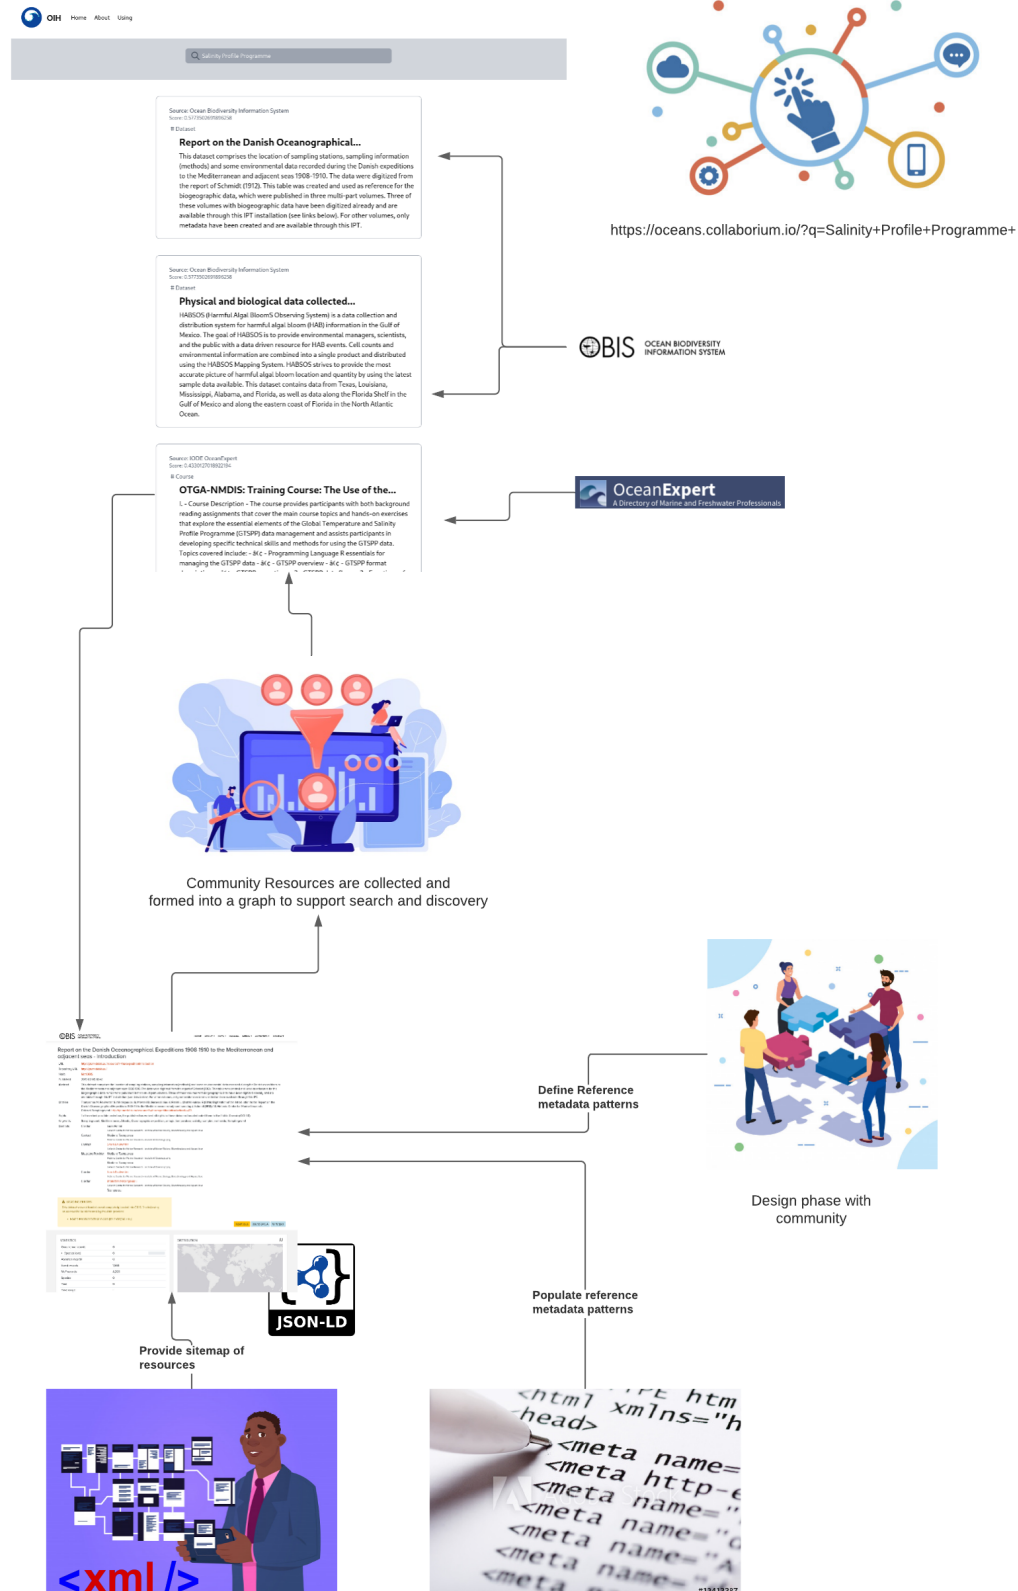 OIH Home About Using
Salinity Profile Programme
Source: Ocean Biodiversity Information System
# Dataset
Report on the Danish Oceanographical...
This dataset comprises the location of sampling stations, sampling information
(methods) and some environmental data recorded during the Danish expeditions
to the Mediterranean and adjacent seas 1908-1910. The data were digitized from
the report of Schmidt (1912). This table was created and used as reference for the
biogeographic data, which were published in three multi-part volumes. Three of
these volumes with biogeographic data have been digitized already and are
available through this IPT installation (see links below). For other volumes, only
metadata have been created and are available through this IPT.
https://oceans.collaborium.io/?q=Salinity+Profile+Programme+
Source: Ocean Biodiversity Information System
# Dataset
Physical and biological data collected...
HABSOS (Harmful Algal BloomS Observing System) is a data collection and
distribution system for harmful algal bloom (HAB) information in the Gulf of
Mexico. The goal of HABSOS is to provide environmental managers, scientists,
and the public with a data driven resource for HAB events. Cell counts and
environmental information are combined into a single product and distributed
using the HABSOS Mapping System. HABSOS strives to provide the most
accurate picture of harmful algal bloom location and quantity by using the latest
sample data available. This dataset contains data from Texas, Louisiana,
Mississippi, Alabama, and Florida, as well as data along the Florida Shelf in the
Gulf of Mexico and along the eastern coast of Florida in the North Atlantic
Ocean.
OBIS OCEAN BIODIVERSITY
INFORMATION SYSTEM
Source: IODE OceanExpert
# Course
OTGA-NMDIS: Training Course: The Use of the...
I. - Course Description - The course provides participants with both background
reading assignments that cover the main course topics and hands-on exercises
that explore the essential elements of the Global Temperature and Salinity
Profile Programme (GTSPP) data management and assists participants in
developing specific technical skills and methods for using the GTSPP data.
Topics covered include: - â€¢ - Programming Language R essentials for
managing the GTSPP data - â€¢ - GTSPP overview - â€¢ - GTSPP format
OceanExpert
A Directory of Marine and Freshwater Professionals
Community Resources are collected and
formed into a graph to support search and discovery
OBIS
Report on the Danish Oceanographical Expeditions 1908-1910 to the Mediterranean and
adjacent seas - Introduction
Define Reference
metadata patterns
Design phase with
community
Populate reference
metadata patterns
{ }
JSON-LD
Provide sitemap of
resources
<xml />
<html xmlns="h
<head>
<meta name=
<meta http-e
<meta name="
<meta name="
<meta name="
<meta name=